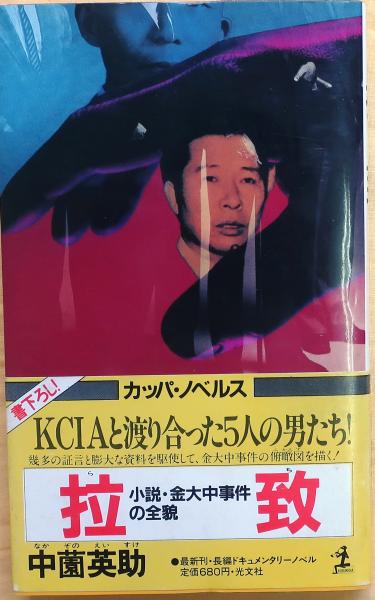 カッパ・ノベルス
書下ろし!
KCIAと渡り合った5人の男たち!
幾多の証言と膨大な資料を駆使して、金大中事件の俯瞰図を描く!
らち
拉致
小説・金大中事件
の全貌
なかぞのえいすけ
中薗英助
●最新刊・長編ドキュメンタリーノベル
定価680円・光文社